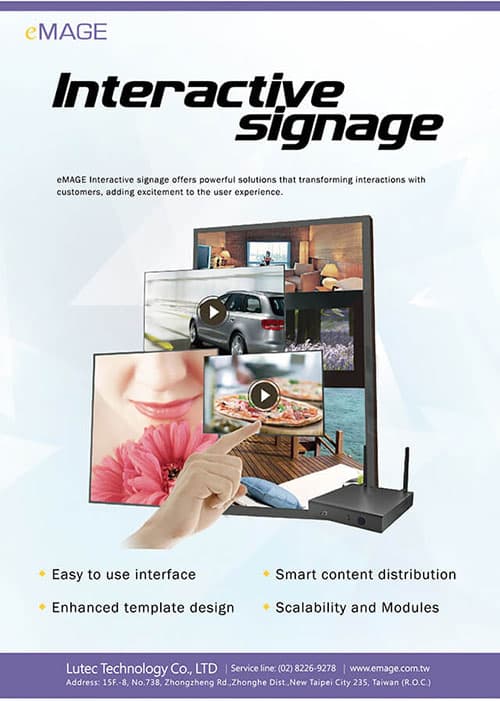 eMAGE
Interactive
signage
eMAGE Interactive signage offers powerful solutions that transforming interactions with
customers, adding excitement to the user experience.
Easy to use interface
Smart content distribution
Enhanced template design
Scalability and Modules
Lutec Technology Co., LTD | Service line: (02) 8226-9278 | www.emage.com.tw
Address: 15F.-8, No.738, Zhongzheng Rd.,Zhonghe Dist.,New Taipei City 235, Taiwan (R.O.C.)